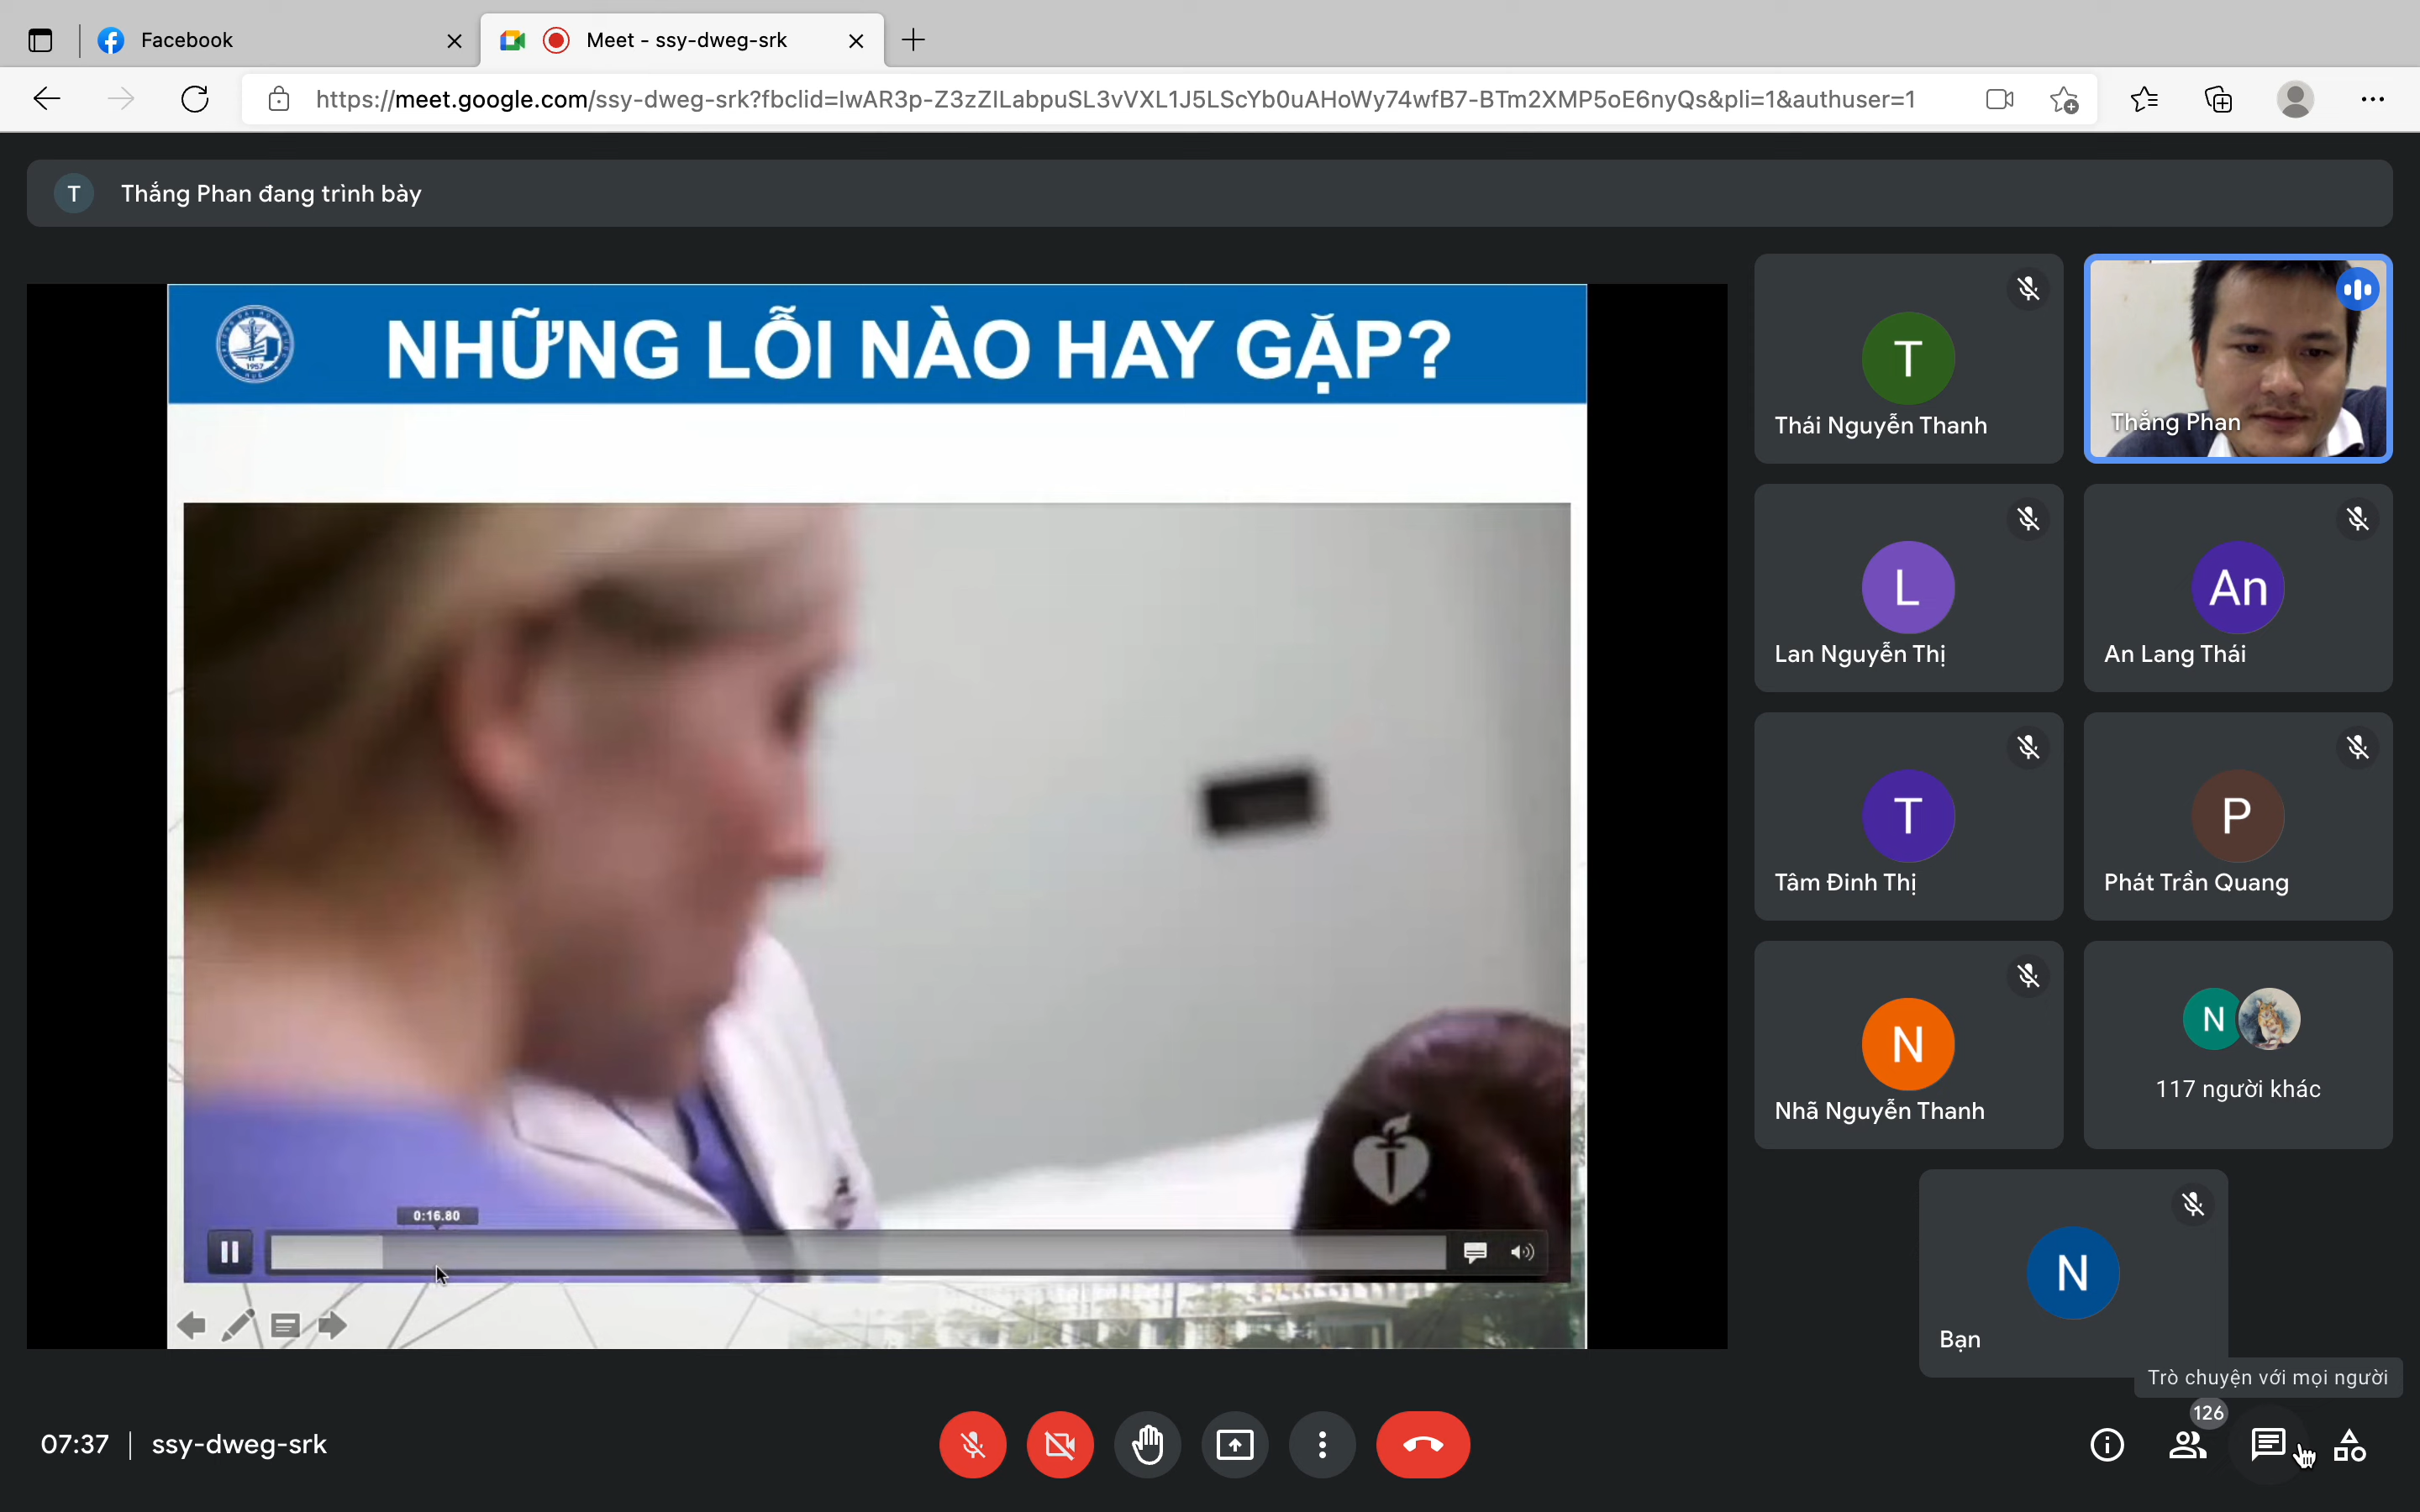 Facebook
Meet - ssy-dweg-srk
https://meet.google.com/ssy-dweg-srk?fbclid=IwAR3p-Z3zZILabpuSL3vVXL1J5LScYb0uAHoWy74wfB7-BTm2XMP5oE6nyQs&pli=1&authuser=1
T
Thắng Phan đang trình bày
NHỮNG LỖI NÀO HAY GẶP?
1957
HUẾ
0:16.80
T
Thái Nguyễn Thanh
Thắng Phan
L
Lan Nguyễn Thị
An
An Lang Thái
T
Tâm Đinh Thị
P
Phát Trần Quang
N
Nhã Nguyễn Thanh
N
117 người khác
N
Bạn
Trò chuyện với mọi người
126
07:37
ssy-dweg-srk